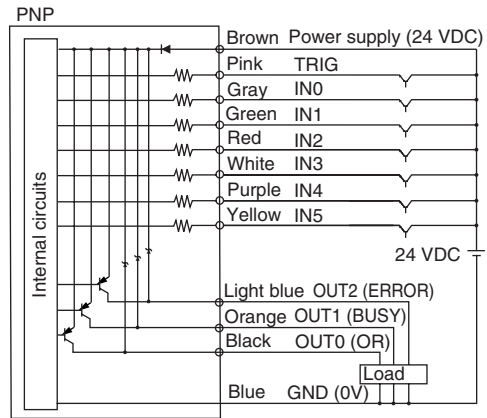 PNP
Brown Power supply (24 VDC)
Pink TRIG
Gray IN0
Green IN1
Red IN2
White IN3
Purple IN4
Yellow IN5
Internal circuits
24 VDC
Light blue OUT2 (ERROR)
Orange OUT1 (BUSY)
Black OUT0 (OR)
Load
Blue GND (0V)